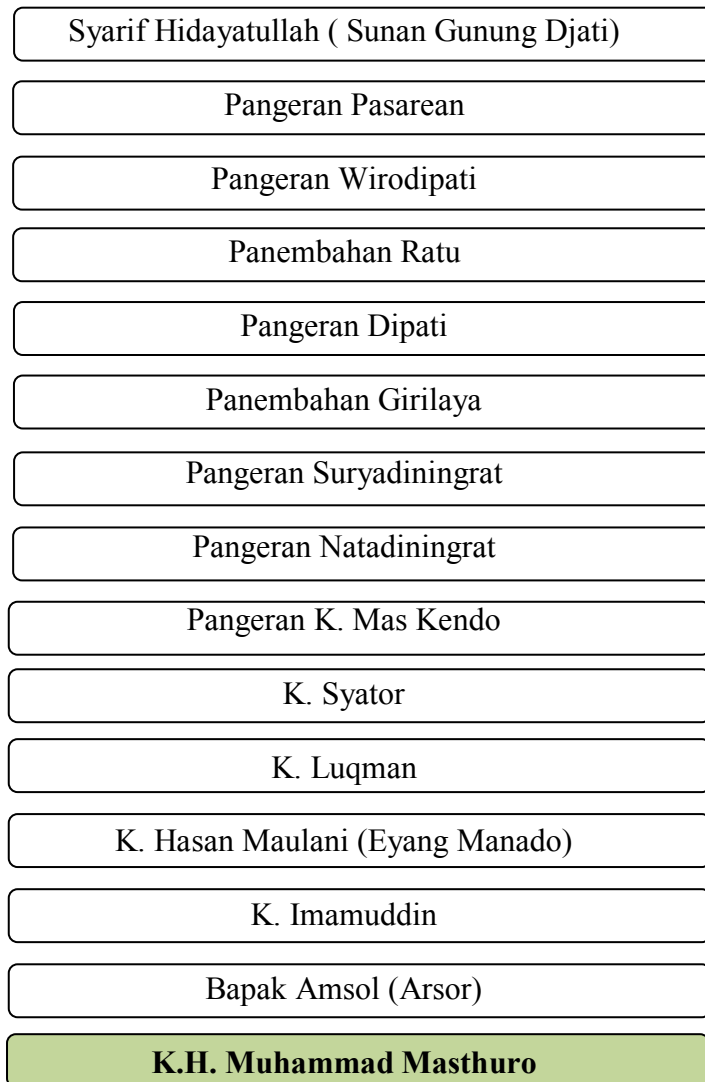 Syarif Hidayatullah ( Sunan Gunung Djati)
Pangeran Pasarean
Pangeran Wirodipati
Panembahan Ratu
Pangeran Dipati
Panembahan Girilaya
Pangeran Suryadiningrat
Pangeran Natadiningrat
Pangeran K. Mas Kendo
K. Syator
K. Luqman
K. Hasan Maulani (Eyang Manado)
K. Imamuddin
Bapak Amsol (Arsor)
K.H. Muhammad Masthuro